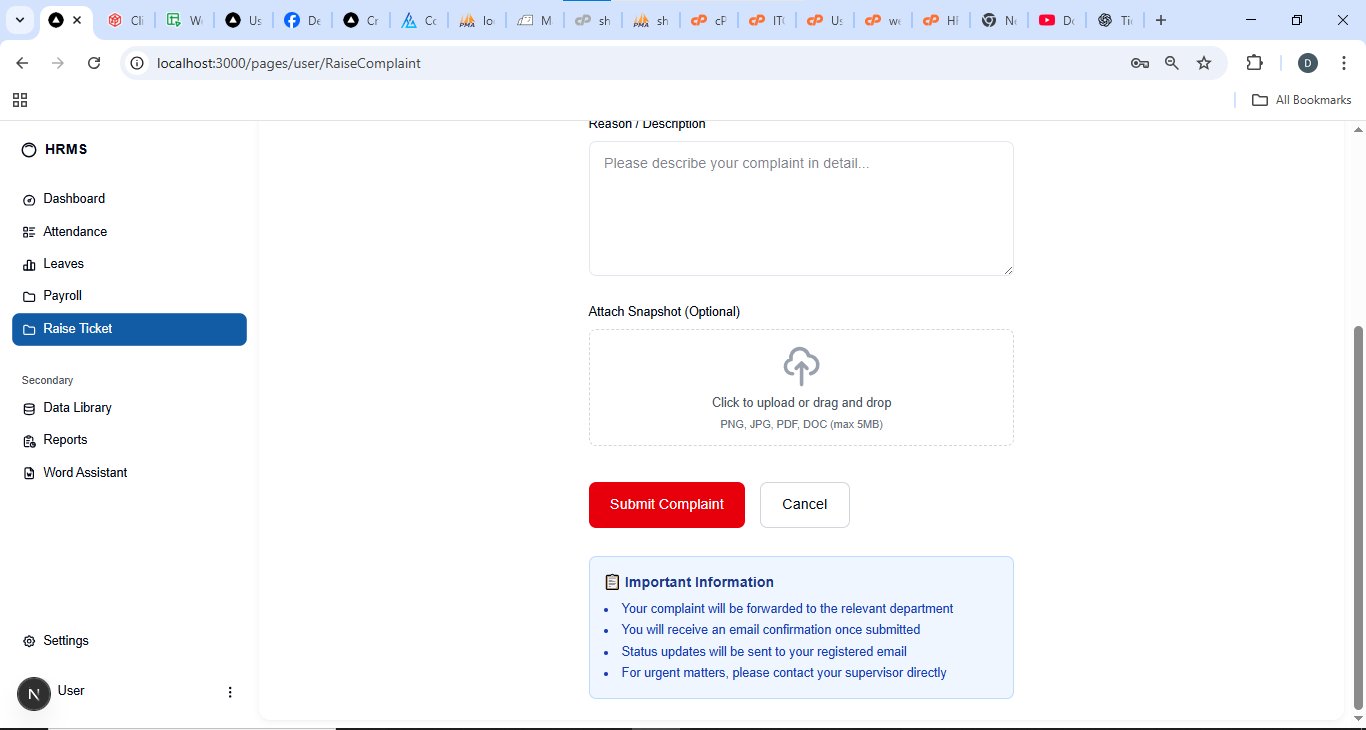 Cli
We
Us
De
Cr
Co
lo
M
sh
sh
cP
ITC
Us
we
HF
Ne
Do
Tic
localhost:3000/pages/user/RaiseComplaint
D
All Bookmarks
HRMS
Dashboard
Attendance
Leaves
Payroll
Raise Ticket
Secondary
Data Library
Reports
Word Assistant
Settings
N
User
Reason / Description
Please describe your complaint in detail...
Attach Snapshot (Optional)
Click to upload or drag and drop
PNG, JPG, PDF, DOC (max 5MB)
Submit Complaint
Cancel
Important Information
• Your complaint will be forwarded to the relevant department
• You will receive an email confirmation once submitted
• Status updates will be sent to your registered email
• For urgent matters, please contact your supervisor directly